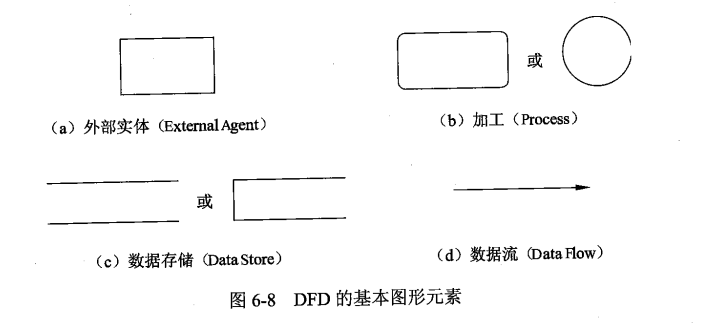 或
(a) 外部实体 (External Agent)
(b) 加工 (Process)
或
(c) 数据存储 (Data Store)
(d) 数据流 (Data Flow)
图 6-8 DFD 的基本图形元素